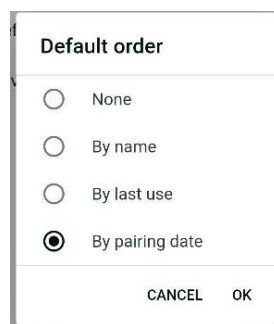 Default order
None
By name
By last use
By pairing date
CANCEL OK